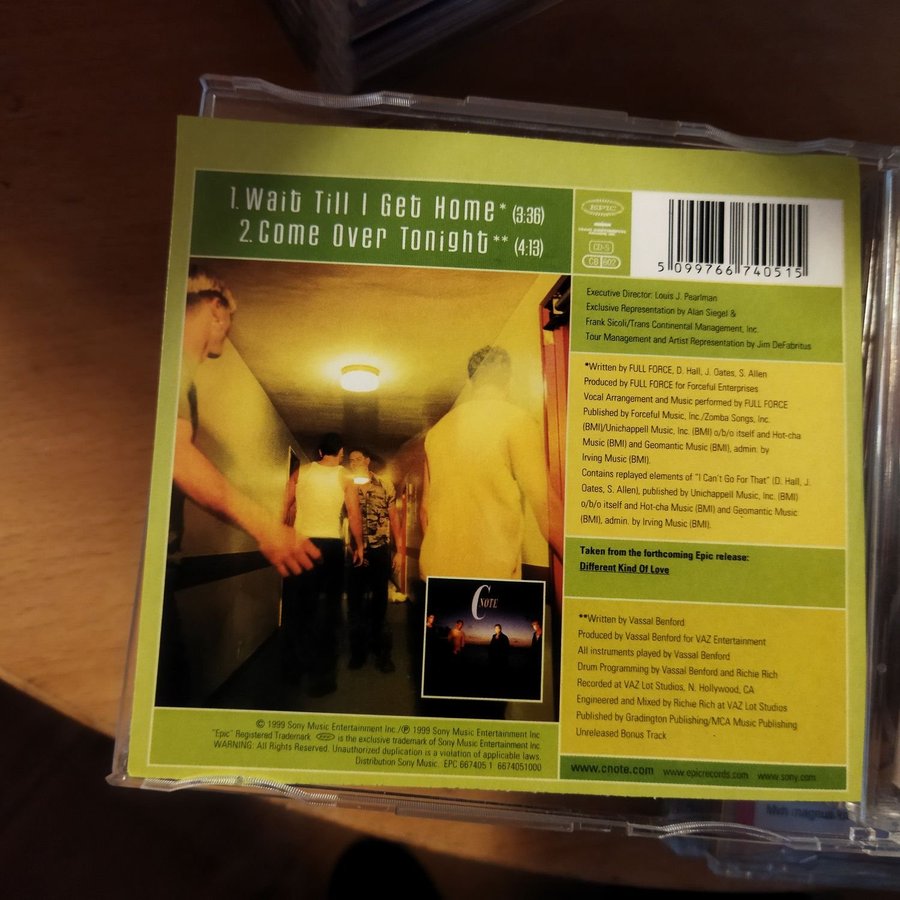 1. Wait Till I Get Home* (3:36)
2. Come Over Tonight** (4:13)
EPIC
CD-S
CB 802
5 099766 740515
Executive Director: Louis J. Pearlman
Exclusive Representation by Alan Siegel &
Frank Sicoli/Trans Continental Management, Inc.
Tour Management and Artist Representation by Jim DeFabritus
*Written by FULL FORCE, D. Hall, J. Oates, S. Allen
Produced by FULL FORCE for Forceful Enterprises
Vocal Arrangement and Music performed by FULL FORCE
Published by Forceful Music, Inc./Zomba Songs, Inc.
(BMI)/Unichappell Music, Inc. (BMI) o/b/o itself and Hot-cha
Music (BMI) and Geomantic Music (BMI), admin. by
Irving Music (BMI).
Contains replayed elements of "I Can't Go For That" (D. Hall, J.
Oates, S. Allen), published by Unichappell Music, Inc. (BMI)
o/b/o itself and Hot-cha Music (BMI) and Geomantic Music
(BMI), admin. by Irving Music (BMI).
Taken from the forthcoming Epic release:
Different Kind Of Love
**Written by Vassal Benford
Produced by Vassal Benford for VAZ Entertainment
All instruments played by Vassal Benford
Drum Programming by Vassal Benford and Richie Rich
Recorded at VAZ Lot Studios, N. Hollywood, CA
Engineered and Mixed by Richie Rich at VAZ Lot Studios
Published by Gradington Publishing/MCA Music Publishing
Unreleased Bonus Track
CNOTE
© 1999 Sony Music Entertainment Inc./℗ 1999 Sony Music Entertainment Inc.
"Epic" Registered Trademark. EPIC is the exclusive trademark of Sony Music Entertainment Inc.
WARNING: All Rights Reserved. Unauthorized duplication is a violation of applicable laws.
Distribution Sony Music. EPC 667405 1 6674051000
www.cnote.com www.epicrecords.com www.sony.com